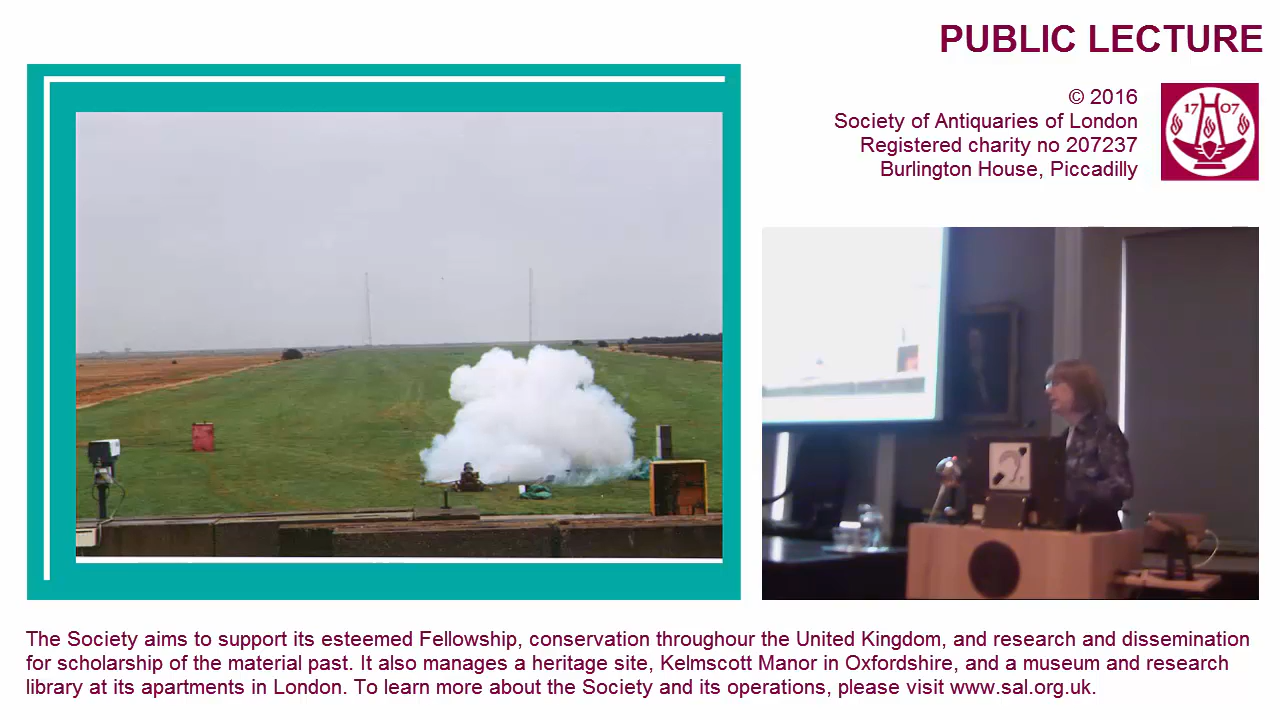 PUBLIC LECTURE
© 2016
Society of Antiquaries of London
Registered charity no 207237
Burlington House, Piccadilly
17 07
The Society aims to support its esteemed Fellowship, conservation throughour the United Kingdom, and research and dissemination
for scholarship of the material past. It also manages a heritage site, Kelmscott Manor in Oxfordshire, and a museum and research
library at its apartments in London. To learn more about the Society and its operations, please visit www.sal.org.uk.